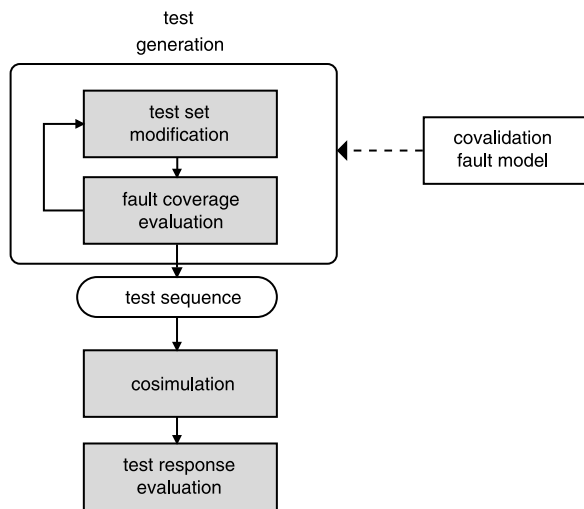 test
generation
test set
modification
covalidation
fault model
fault coverage
evaluation
test sequence
cosimulation
test response
evaluation